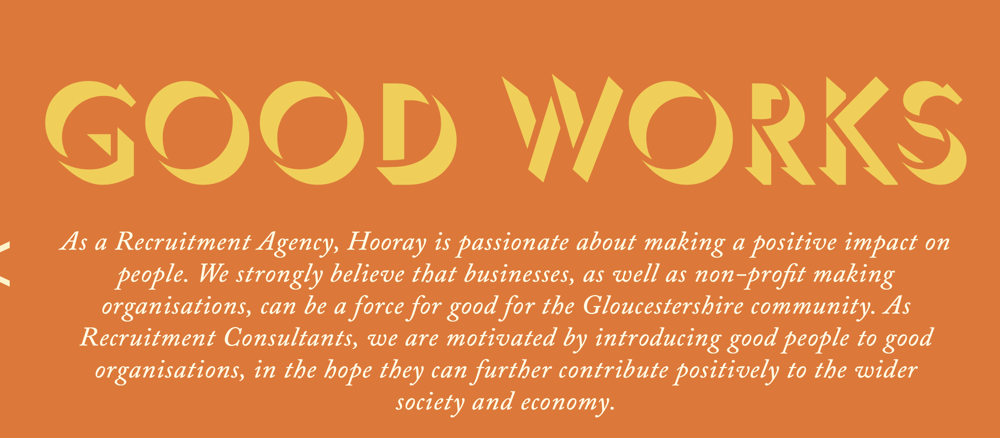 GOOD WORKS
As a Recruitment Agency, Hooray is passionate about making a positive impact on
people. We strongly believe that businesses, as well as non-profit making
organisations, can be a force for good for the Gloucestershire community. As
Recruitment Consultants, we are motivated by introducing good people to good
organisations, in the hope they can further contribute positively to the wider
society and economy.